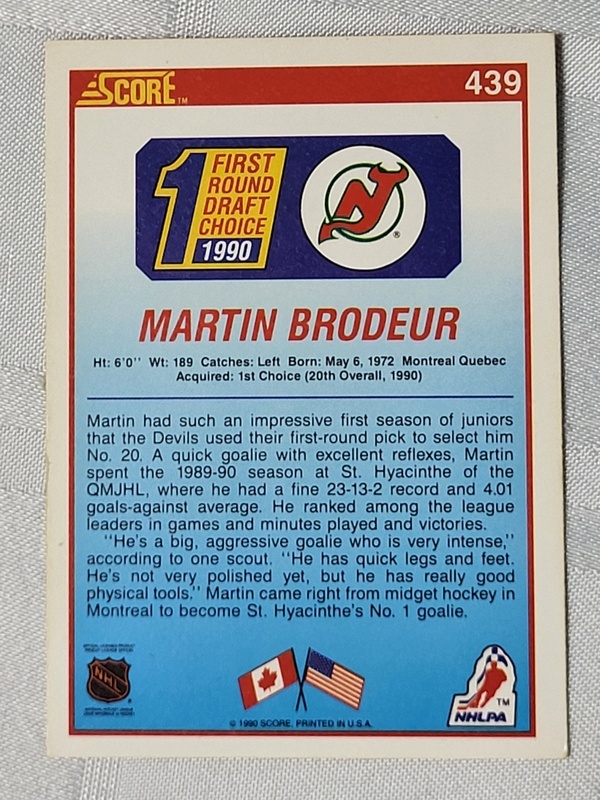 SCORE TM
439
1 FIRST
ROUND
DRAFT
CHOICE
1990
®
MARTIN BRODEUR
Ht: 6'0'' Wt: 189 Catches: Left Born: May 6, 1972 Montreal Quebec
Acquired: 1st Choice (20th Overall, 1990)
Martin had such an impressive first season of juniors
that the Devils used their first-round pick to select him
No. 20. A quick goalie with excellent reflexes, Martin
spent the 1989-90 season at St. Hyacinthe of the
QMJHL, where he had a fine 23-13-2 record and 4.01
goals-against average. He ranked among the league
leaders in games and minutes played and victories.
''He's a big, aggressive goalie who is very intense,''
according to one scout. ''He has quick legs and feet.
He's not very polished yet, but he has really good
physical tools.'' Martin came right from midget hockey in
Montreal to become St. Hyacinthe's No. 1 goalie.
NHL
®
TM
NHLPA
© 1990 SCORE. PRINTED IN U.S.A.